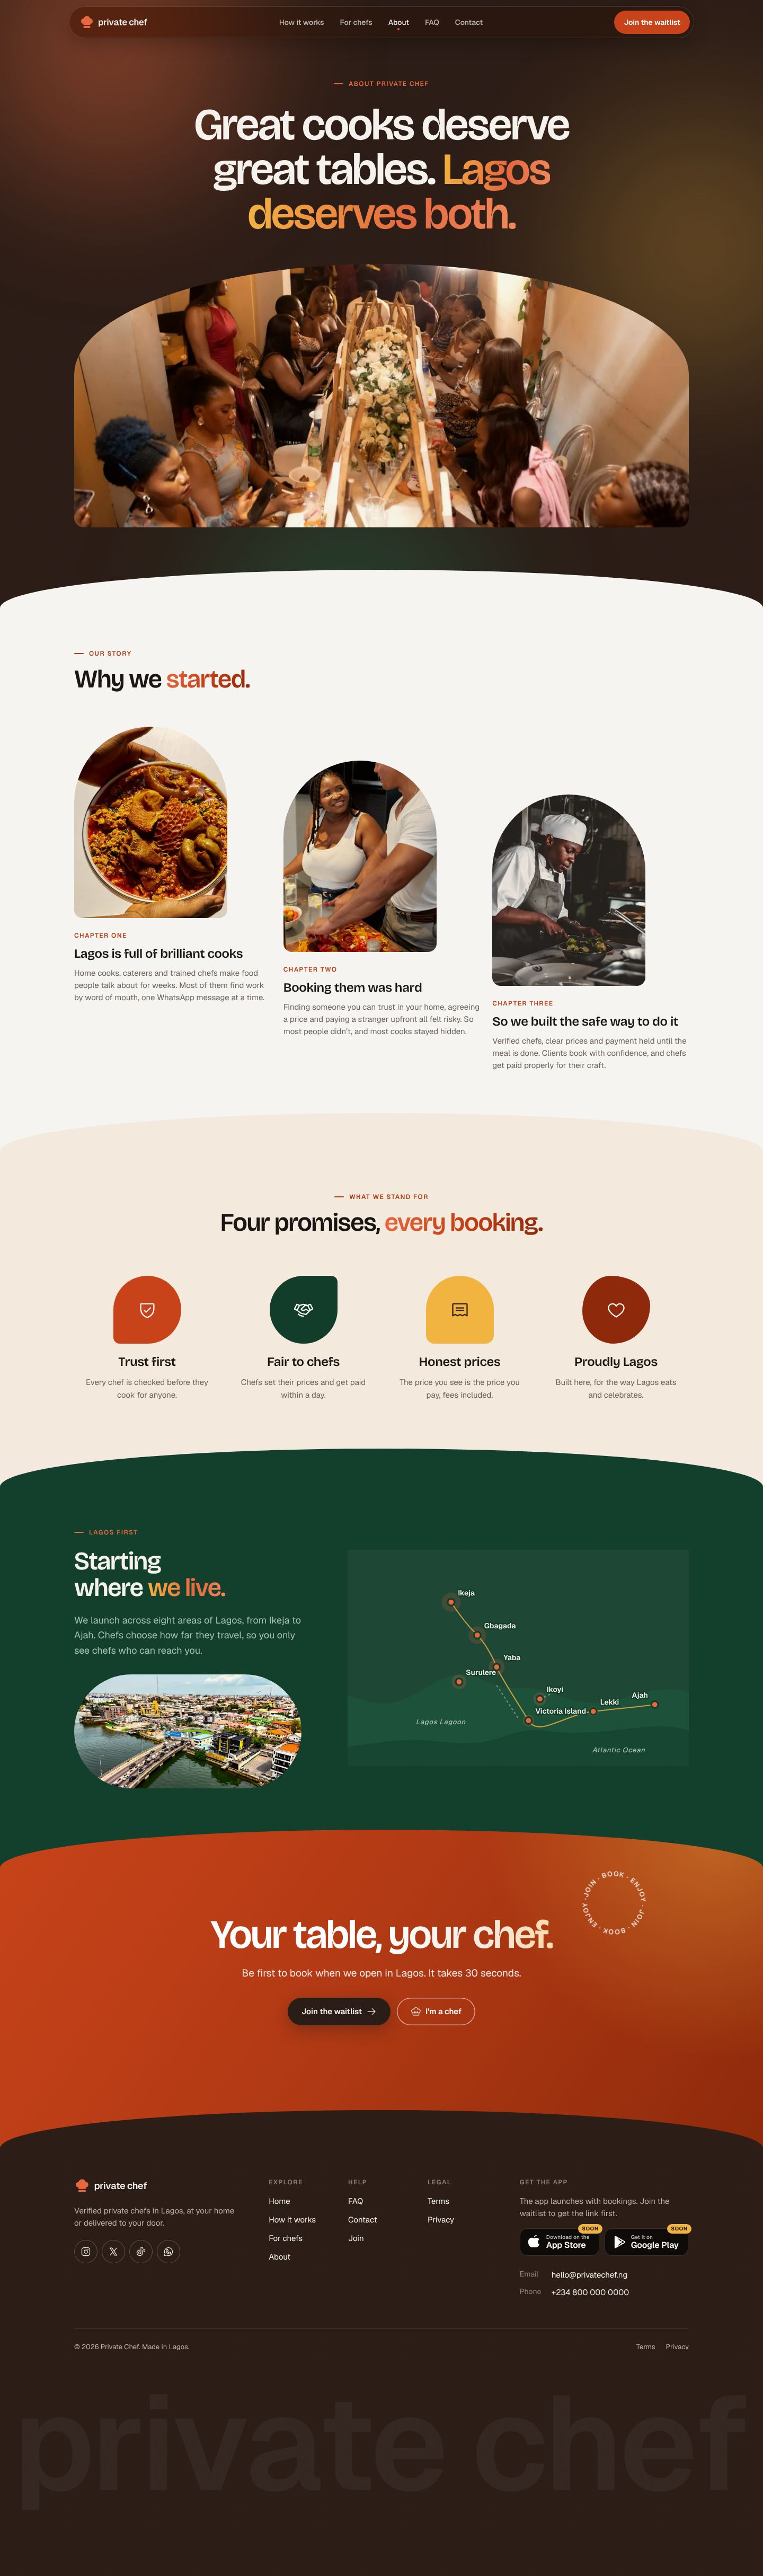 private chef
How it works
For chefs
About
FAQ
Contact
Join the waitlist
ABOUT PRIVATE CHEF
Great cooks deserve
great tables. Lagos
deserves both.
OUR STORY
Why we started.
CHAPTER ONE
Lagos is full of brilliant cooks
Home cooks, caterers and trained chefs make food
people talk about for weeks. Most of them find work
by word of mouth, one WhatsApp message at a time.
CHAPTER TWO
Booking them was hard
Finding someone you can trust in your home, agreeing
a price and paying a stranger upfront all felt risky. So
most people didn't, and most cooks stayed hidden.
CHAPTER THREE
So we built the safe way to do it
Verified chefs, clear prices and payment held until the
meal is done. Clients book with confidence, and chefs
get paid properly for their craft.
WHAT WE STAND FOR
Four promises, every booking.
Trust first
Every chef is checked before they
cook for anyone.
Fair to chefs
Chefs set their prices and get paid
within a day.
Honest prices
The price you see is the price you
pay, fees included.
Proudly Lagos
Built here, for the way Lagos eats
and celebrates.
LAGOS FIRST
Starting
where we live.
We launch across eight areas of Lagos, from Ikeja to
Ajah. Chefs choose how far they travel, so you only
see chefs who can reach you.
Ikeja
Gbagada
Yaba
Surulere
Ikoyi
Victoria Island
Lekki
Ajah
Lagos Lagoon
Atlantic Ocean
JOIN · BOOK · ENJOY · JOIN · BOOK · ENJOY ·
Your table, your chef.
Be first to book when we open in Lagos. It takes 30 seconds.
Join the waitlist
I'm a chef
private chef
Verified private chefs in Lagos, at your home
or delivered to your door.
EXPLORE
Home
How it works
For chefs
About
HELP
FAQ
Contact
Join
LEGAL
Terms
Privacy
GET THE APP
The app launches with bookings. Join the
waitlist to get the link first.
SOON
Download on the
App Store
SOON
Get it on
Google Play
Email hello@privatechef.ng
Phone +234 800 000 0000
© 2026 Private Chef. Made in Lagos.
Terms
Privacy
private chef